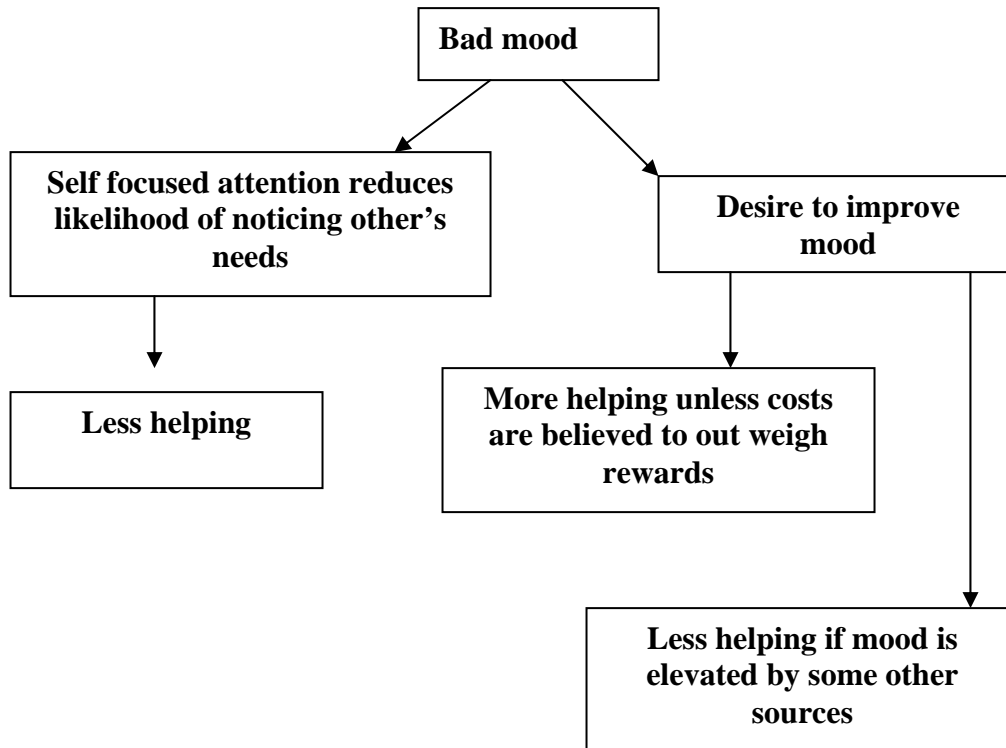 Bad mood
Self focused attention reduces
likelihood of noticing other’s
needs
Desire to improve
mood
Less helping
More helping unless costs
are believed to out weigh
rewards
Less helping if mood is
elevated by some other
sources